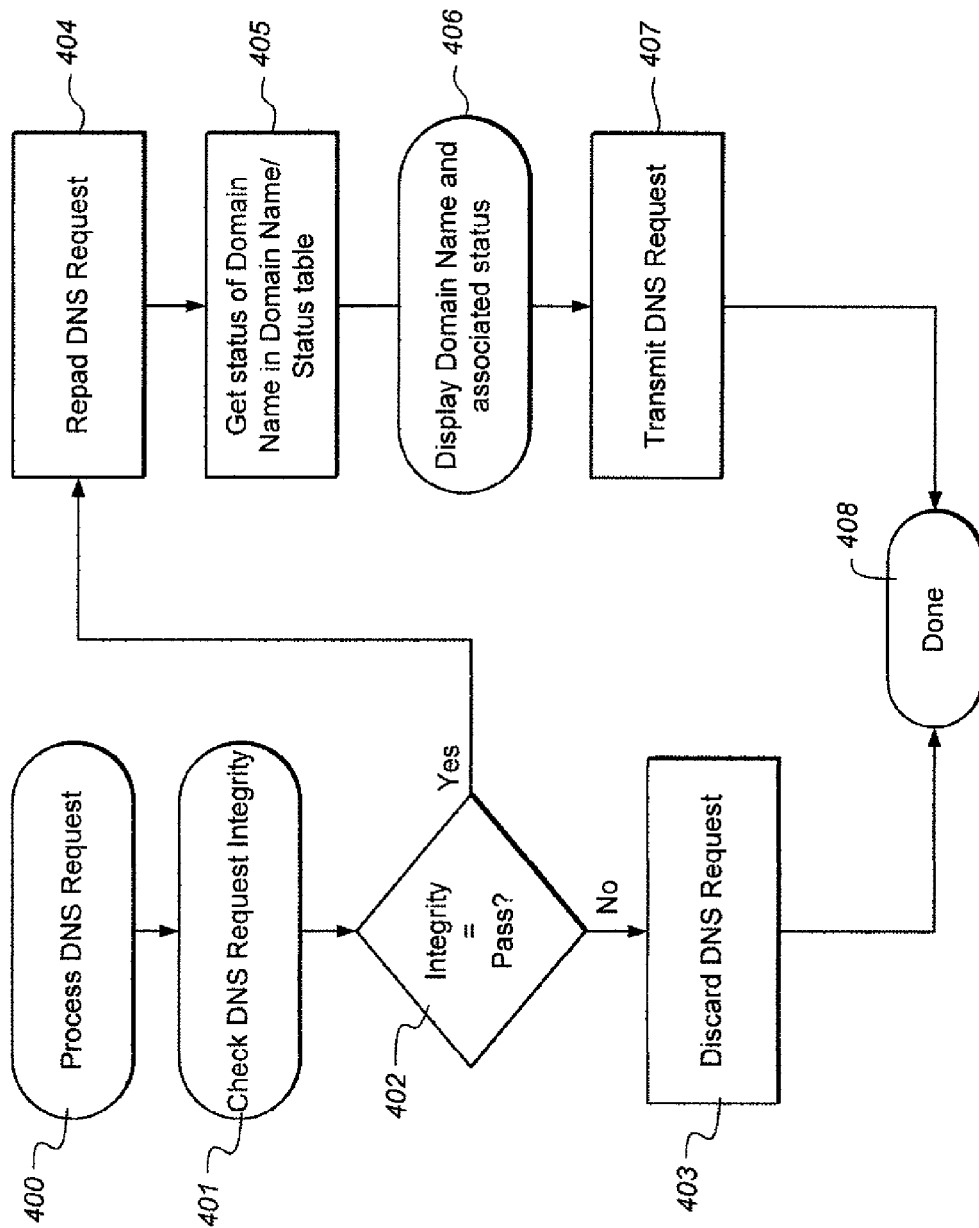 400
Process DNS Request
401
Check DNS Request Integrity
402
Integrity
=
Pass?
Yes
No
403
Discard DNS Request
404
Repad DNS Request
405
Get status of Domain
Name in Domain Name/
Status table
406
Display Domain Name and
associated status
407
Transmit DNS Request
408
Done